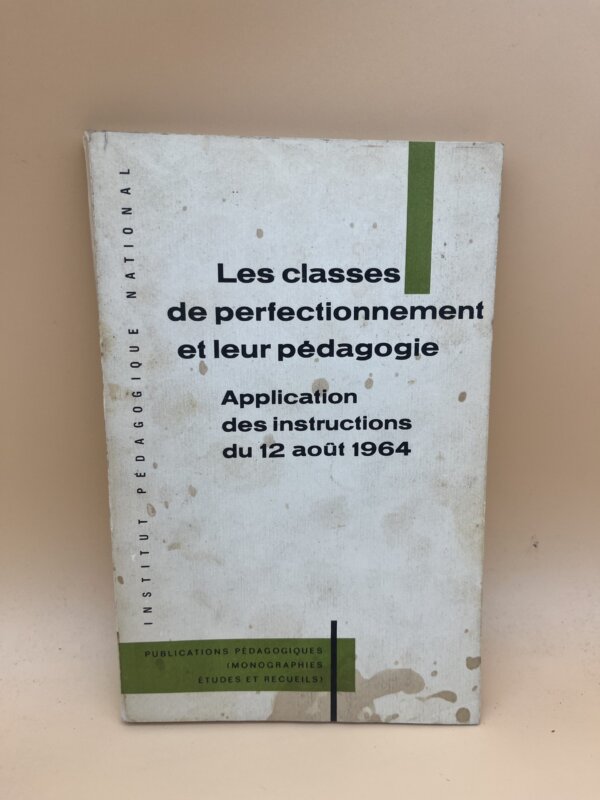 INSTITUT PÉDAGOGIQUE NATIONAL
Les classes
de perfectionnement
et leur pédagogie
Application
des instructions
du 12 août 1964
PUBLICATIONS PÉDAGOGIQUES
(MONOGRAPHIES
ÉTUDES ET RECUEILS)